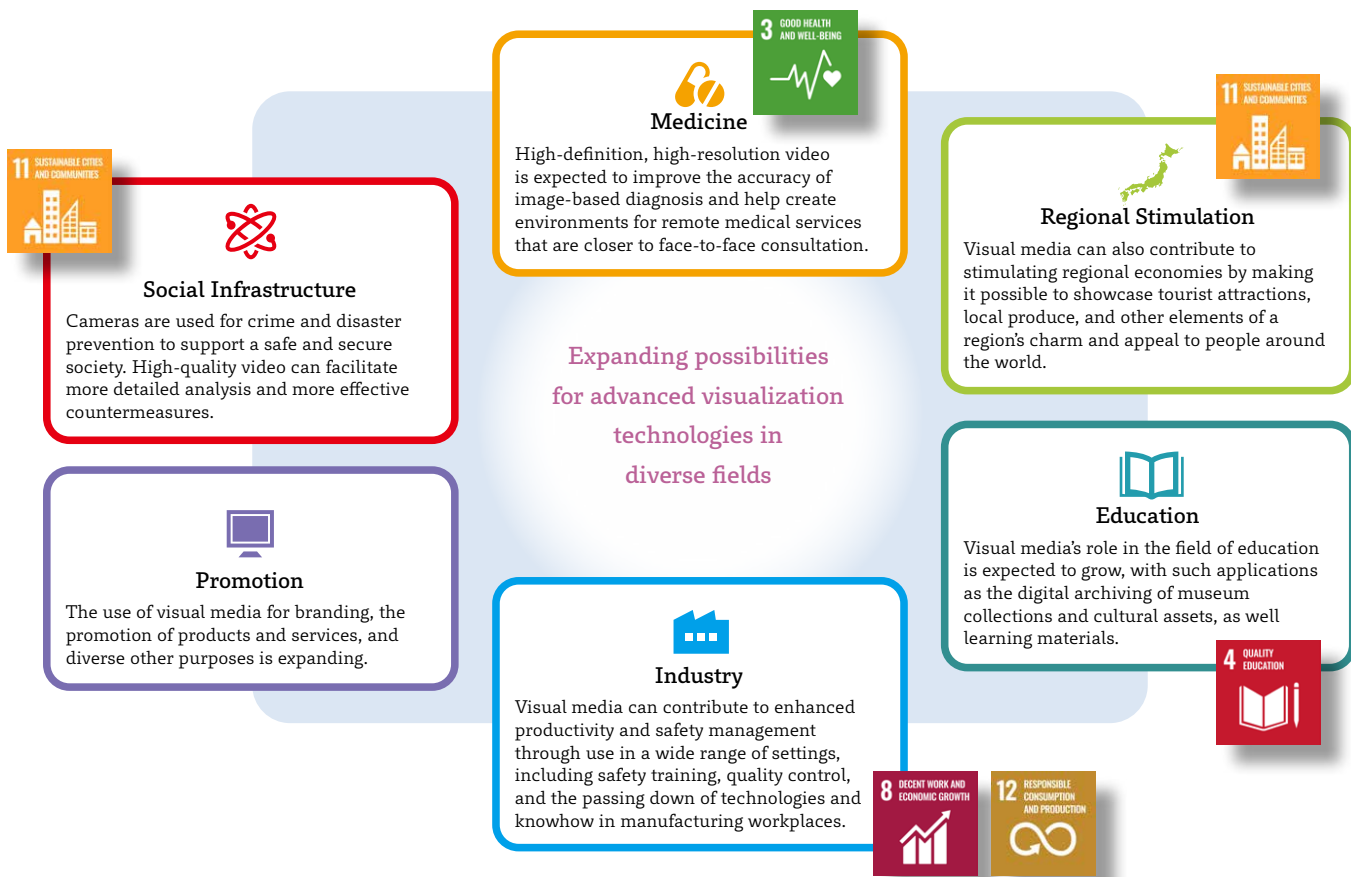 3 GOOD HEALTH
AND WELL-BEING
Medicine
High-definition, high-resolution video
is expected to improve the accuracy of
image-based diagnosis and help create
environments for remote medical services
that are closer to face-to-face consultation.
11 SUSTAINABLE CITIES
AND COMMUNITIES
Regional Stimulation
Visual media can also contribute to
stimulating regional economies by making
it possible to showcase tourist attractions,
local produce, and other elements of a
region's charm and appeal to people around
the world.
11 SUSTAINABLE CITIES
AND COMMUNITIES
Social Infrastructure
Cameras are used for crime and disaster
prevention to support a safe and secure
society. High-quality video can facilitate
more detailed analysis and more effective
countermeasures.
Expanding possibilities
for advanced visualization
technologies in
diverse fields
Education
Visual media's role in the field of education
is expected to grow, with such applications
as the digital archiving of museum
collections and cultural assets, as well
learning materials.
4 QUALITY
EDUCATION
Promotion
The use of visual media for branding, the
promotion of products and services, and
diverse other purposes is expanding.
Industry
Visual media can contribute to enhanced
productivity and safety management
through use in a wide range of settings,
including safety training, quality control,
and the passing down of technologies and
knowhow in manufacturing workplaces.
8 DECENT WORK AND
ECONOMIC GROWTH
12 RESPONSIBLE
CONSUMPTION
AND PRODUCTION